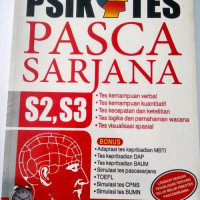 PSIKOTES
PASCA
SARJANA
S2, S3
• Tes kemampuan verbal
• Tes kemampuan kuantitatif
• Tes kecepatan dan ketelitian
• Tes logika dan pemahaman wacana
• Tes visualisasi spasial
BONUS
• Adaptasi tes kepribadian MBTI
• Tes kepribadian DAP
• Tes kepribadian BAUM
• Simulasi tes pascasarjana
• TOEFL
• Simulasi tes CPNS
• Simulasi tes BUMN